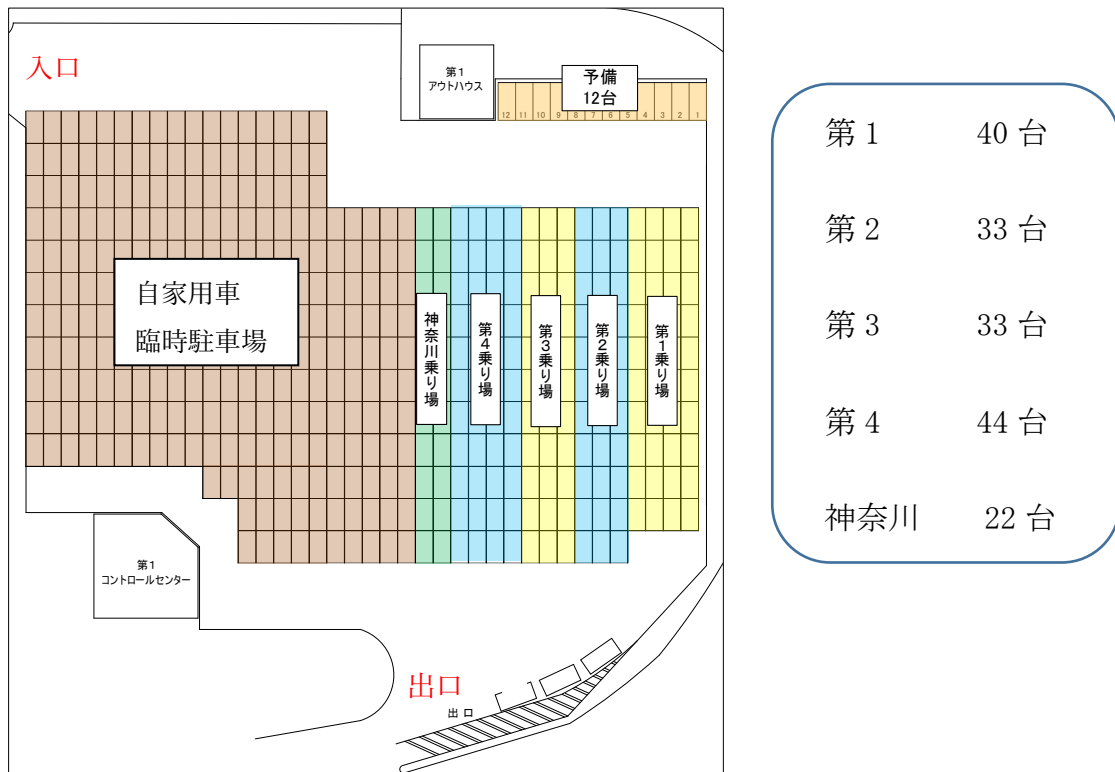 入口
第1
アウトハウス
予備
12台
12 11 10 9 8 7 6 5 4 3 2 1
自家用車
臨時駐車場
神奈川乗り場
第4乗り場
第3乗り場
第2乗り場
第1乗り場
第1
コントロールセンター
出口
出口
第1 40台
第2 33台
第3 33台
第4 44台
神奈川 22台